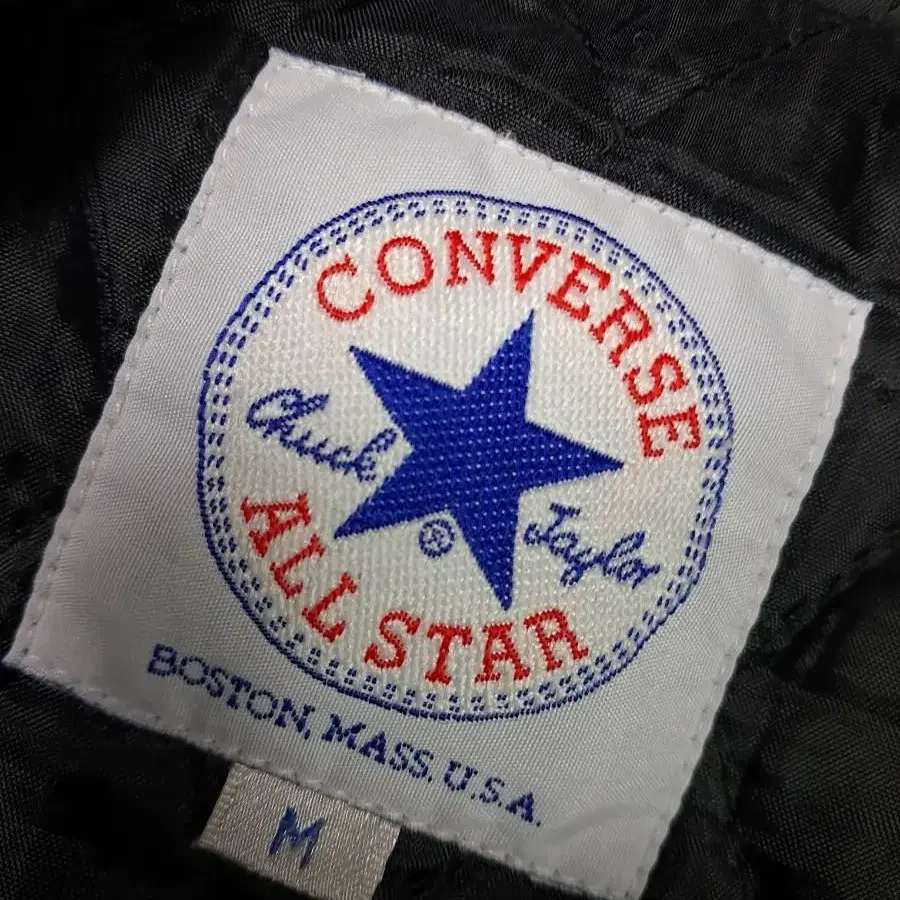 CONVERSE
Chuck Taylor
®
ALL STAR
BOSTON, MASS. U.S.A.
M